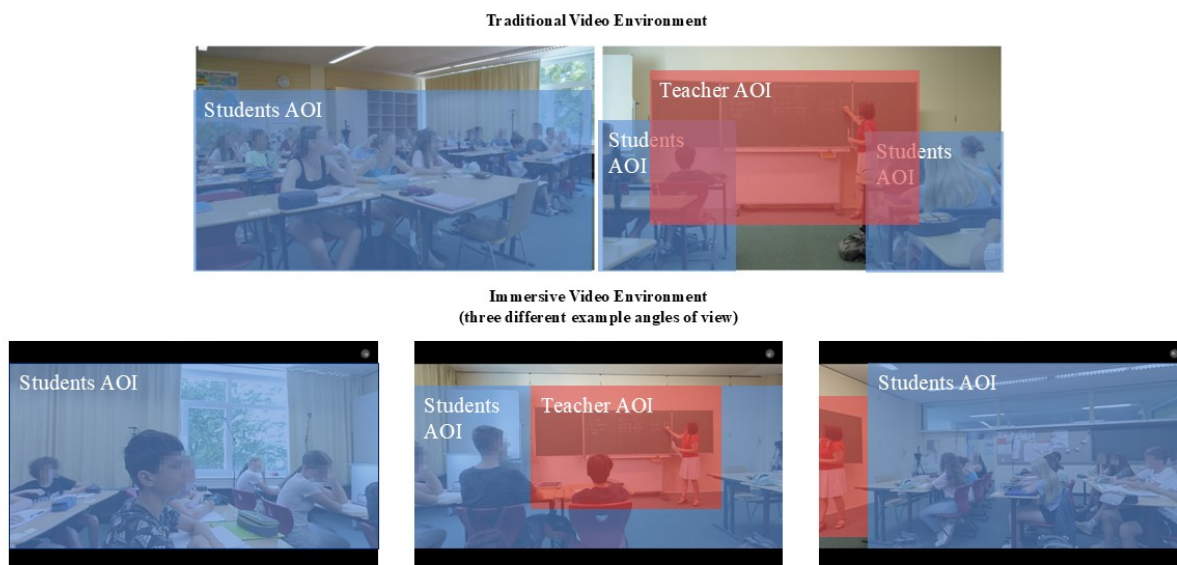 Traditional Video Environment
Students AOI
Teacher AOI
Students
AOI
Students
AOI
Immersive Video Environment
(three different example angles of view)
Students AOI
Students
AOI
Teacher AOI
Students AOI